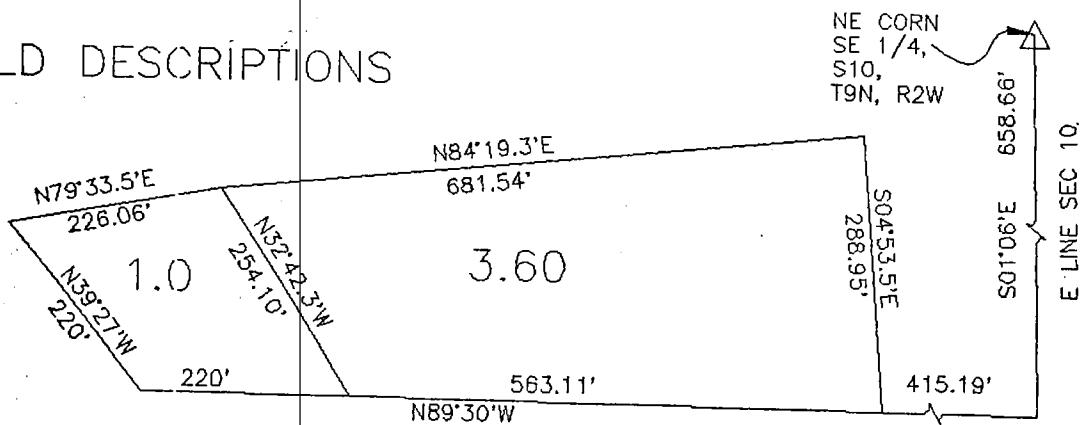 LD DESCRIPTIONS
NE CORN
SE 1/4,
S10,
T9N, R2W
658.66'
S01°06'E
E LINE SEC 10,
N84°19.3'E
681.54'
N79°33.5'E
226.06'
N32°42.3'W
254.10'
1.0
3.60
S04°53.5'E
288.95'
N39°27'W
220'
220'
563.11'
415.19'
N89°30'W